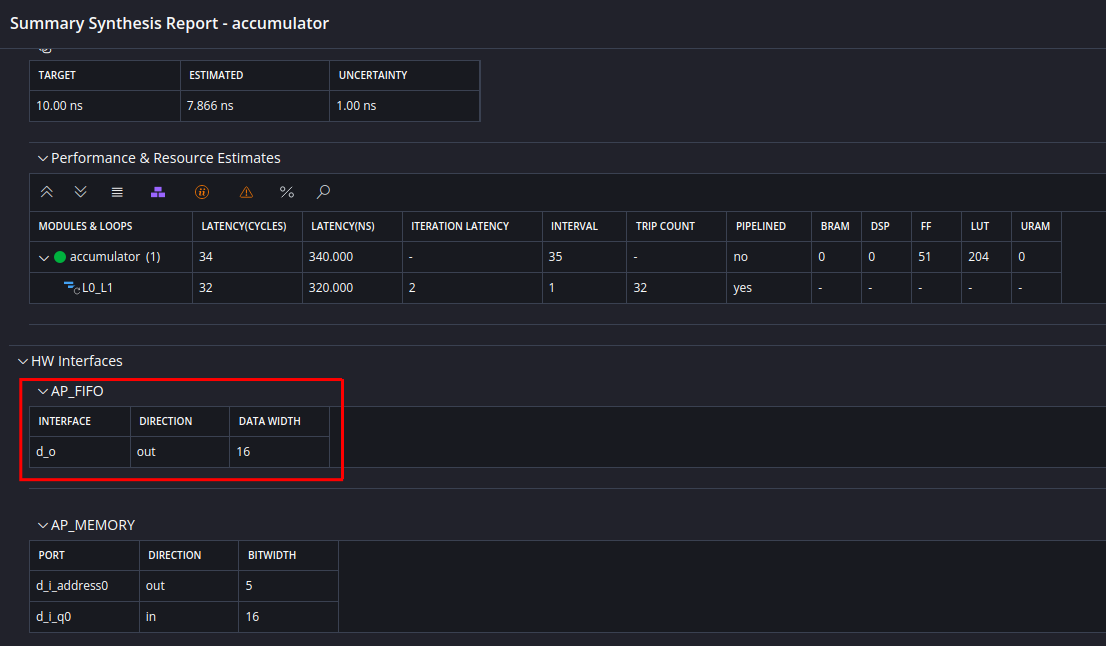 Summary Synthesis Report - accumulator
TARGET ESTIMATED UNCERTAINTY
10.00 ns 7.866 ns 1.00 ns
Performance & Resource Estimates
MODULES & LOOPS LATENCY(CYCLES) LATENCY(NS) ITERATION LATENCY INTERVAL TRIP COUNT PIPELINED BRAM DSP FF LUT URAM
accumulator (1) 34 340.000 - 35 - no 0 0 51 204 0
L0_L1 32 320.000 2 1 32 yes - - - - -
HW Interfaces
AP_FIFO
INTERFACE DIRECTION DATA WIDTH
d_o out 16
AP_MEMORY
PORT DIRECTION BITWIDTH
d_i_address0 out 5
d_i_q0 in 16